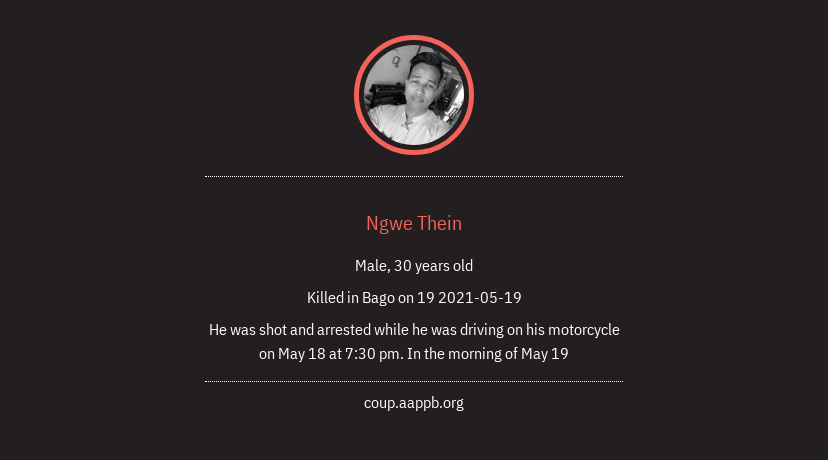 Ngwe Thein
Male, 30 years old
Killed in Bago on 19 2021-05-19
He was shot and arrested while he was driving on his motorcycle
on May 18 at 7:30 pm. In the morning of May 19
coup.aappb.org